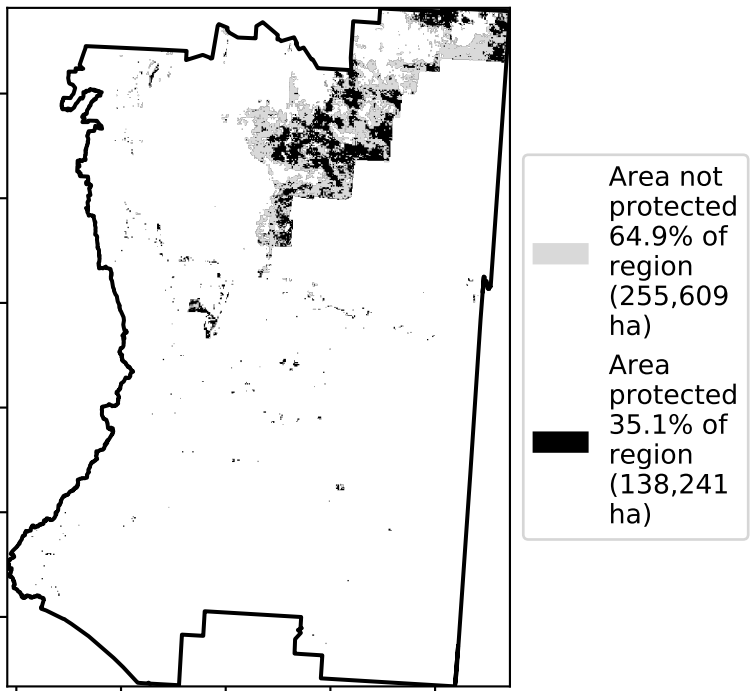 Area not
protected
64.9% of
region
(255,609
ha)
Area
protected
35.1% of
region
(138,241
ha)